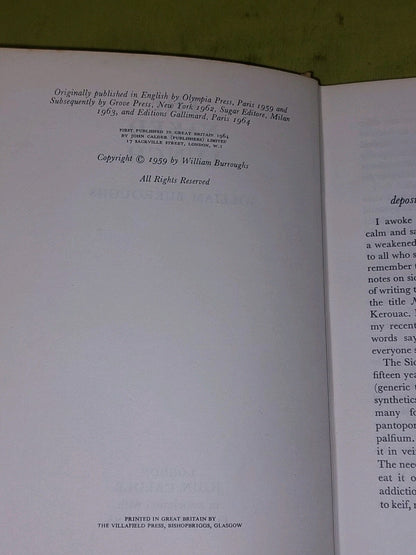 Originally published in English by Olympia Press, Paris 1959 and
Subsequently by Grove Press, New York 1962, Sugar Editore, Milan
1963, and Editions Gallimard, Paris 1964
FIRST PUBLISHED IN GREAT BRITAIN 1964
BY JOHN CALDER (PUBLISHERS) LIMITED
17 SACKVILLE STREET, LONDON, W.1
Copyright © 1959 by William Burroughs
All Rights Reserved
PRINTED IN GREAT BRITAIN BY
THE VILLAFIELD PRESS, BISHOPBRIGGS, GLASGOW
depos
I awoke
calm and sa
a weakened
to all who s
remember t
notes on sic
of writing t
the title N
Kerouac.
my recent
words say
everyone s
The Sic
fifteen yea
(generic
synthetics
many fo
pantopon
palfium.
it in vei
The need
eat it o
addictio
to keif,